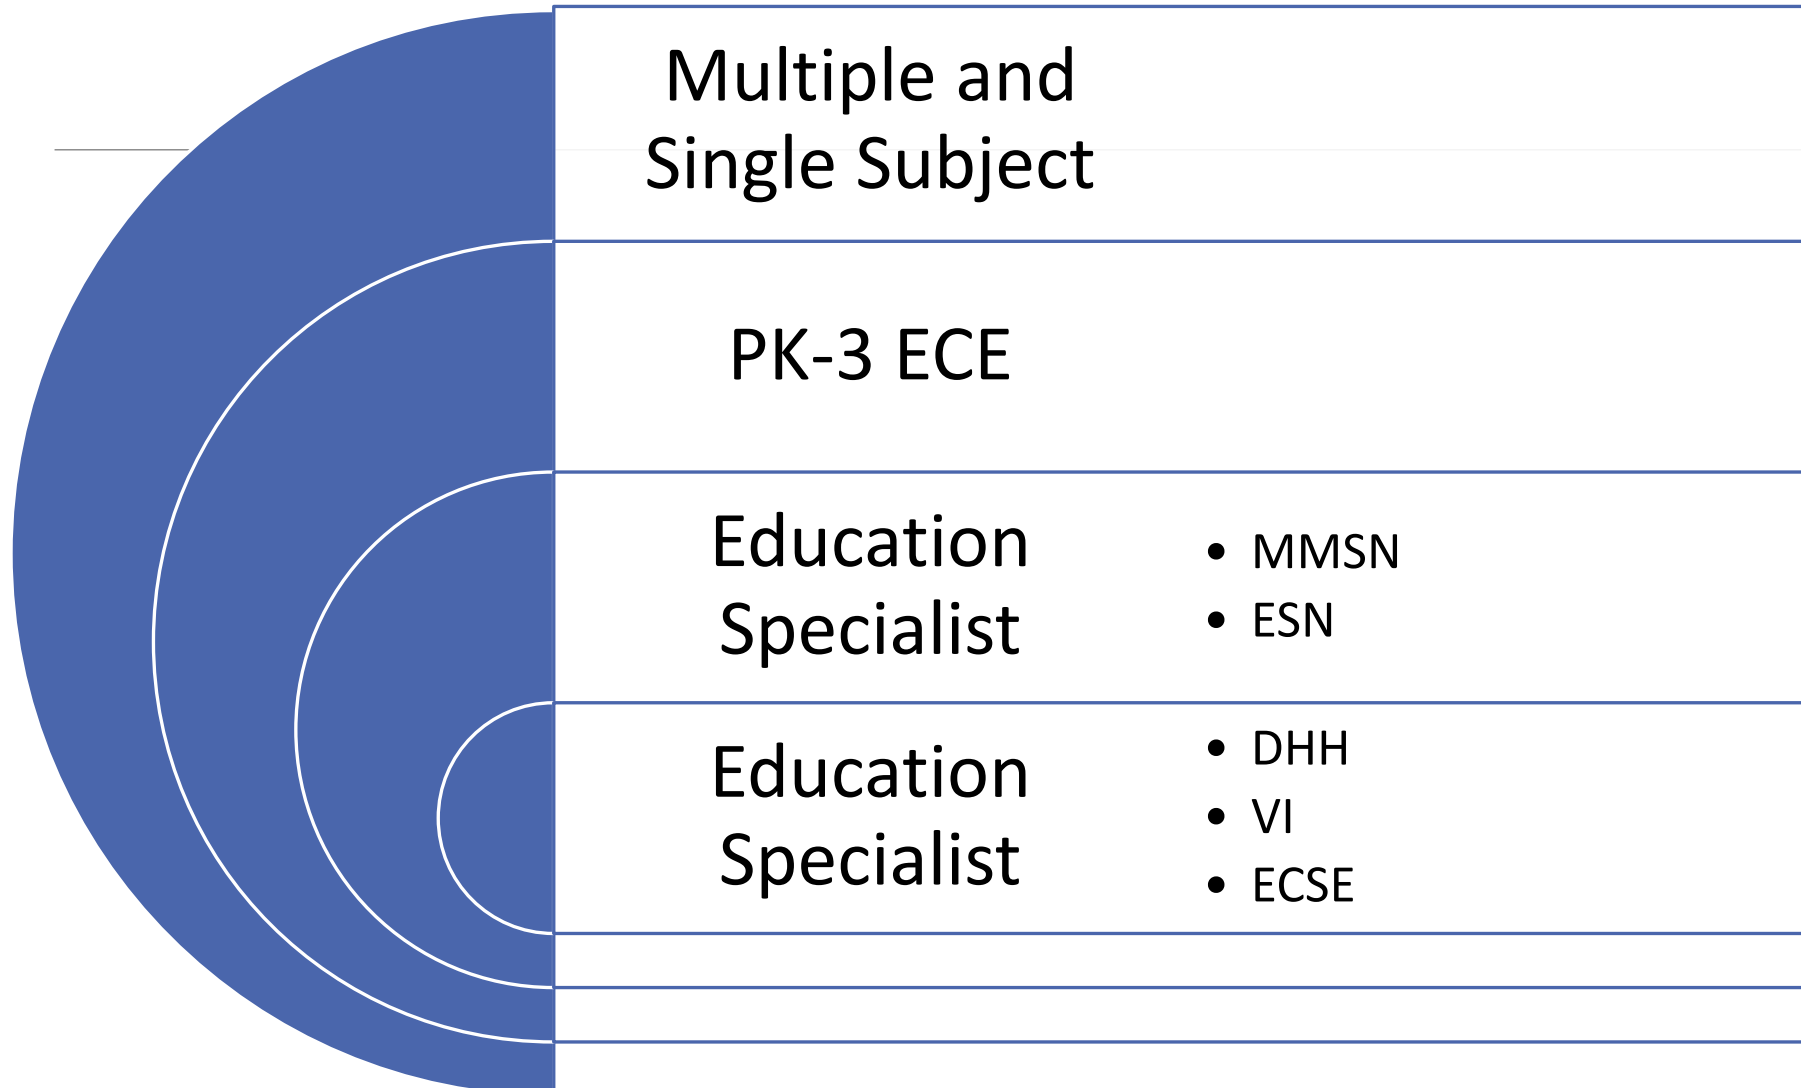 Multiple and
Single Subject
PK-3 ECE
Education
Specialist
• MMSN
• ESN
Education
Specialist
• DHH
• VI
• ECSE